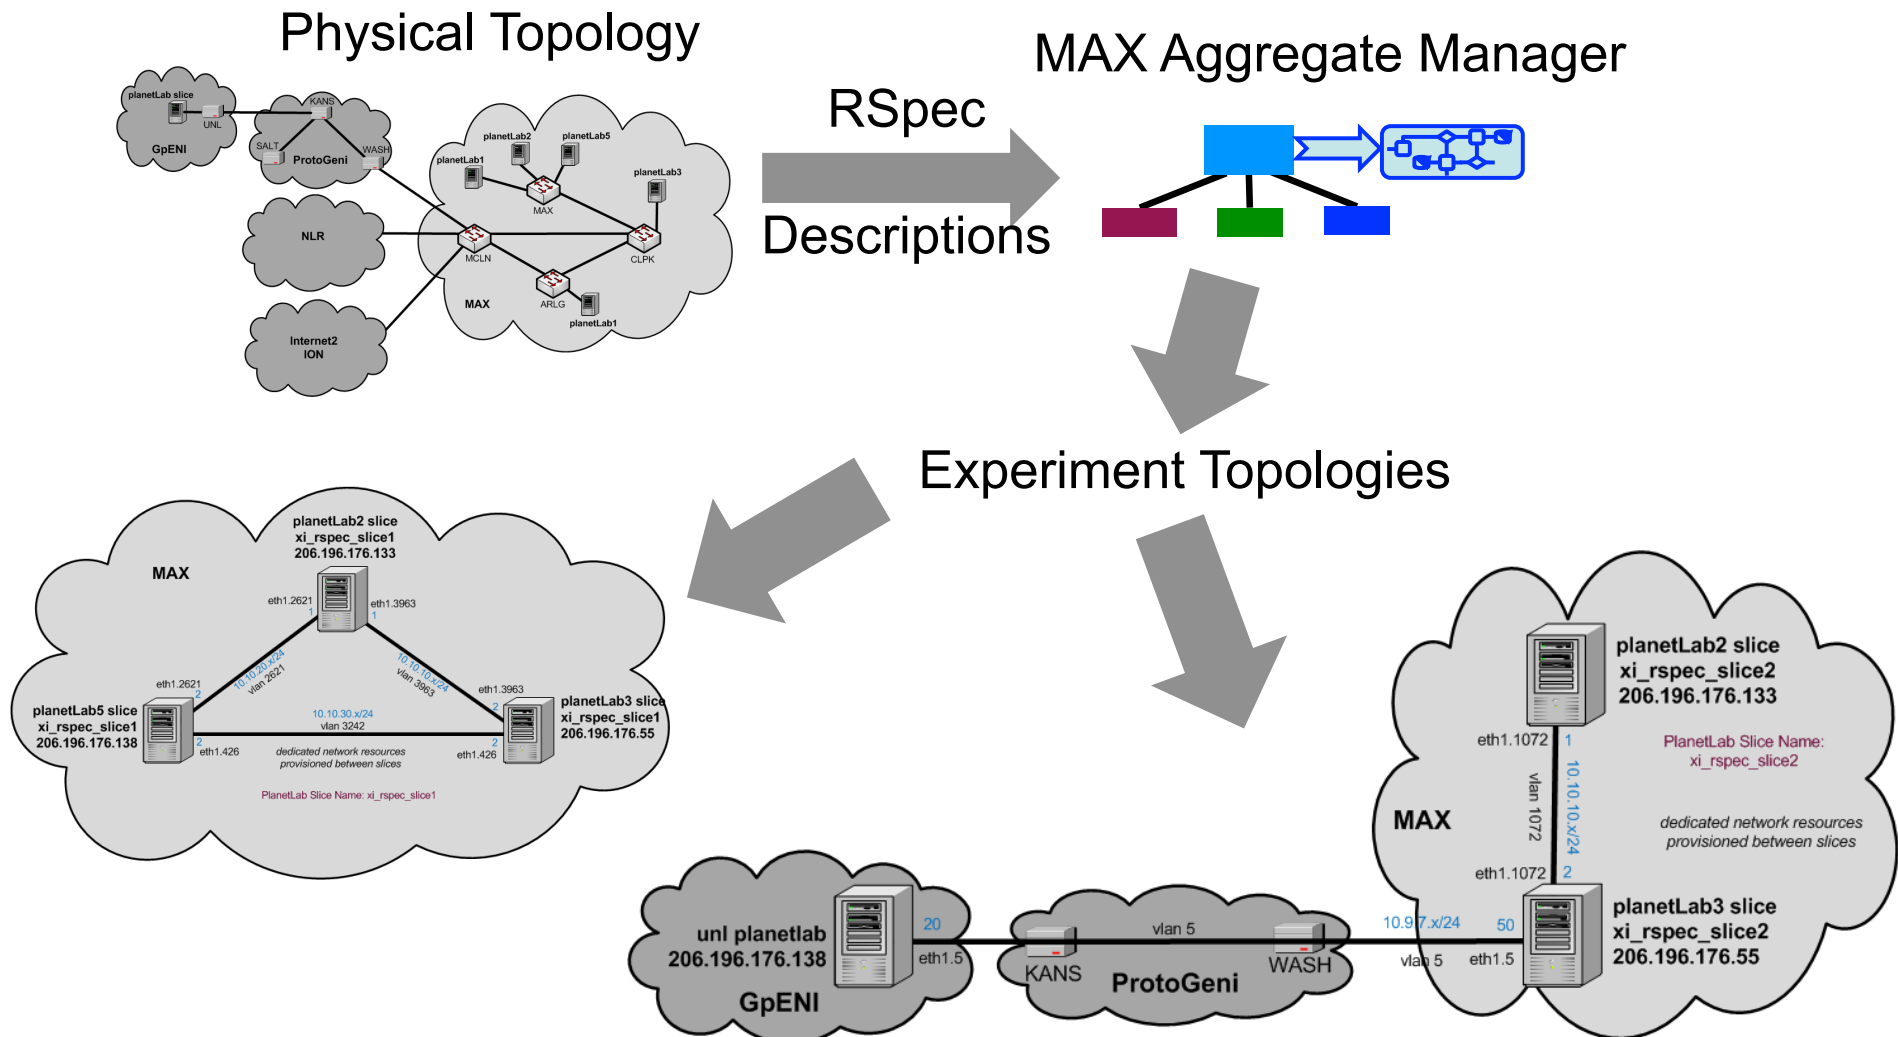 Physical Topology
MAX Aggregate Manager
RSpec
Descriptions
planetLab slice
UNL
GpENI
KANS
SALT
WASH
ProtoGeni
NLR
Internet2
ION
planetLab2
planetLab5
planetLab1
planetLab3
MAX
MCLN
CLPK
ARLG
MAX
planetLab1
Experiment Topologies
planetLab2 slice
xi_rspec_slice1
206.196.176.133
MAX
eth1.2621
1
eth1.3963
1
10.10.20.x/24
vlan 2621
10.10.10.x/24
vlan 3963
eth1.2621
2
eth1.3963
2
planetLab5 slice
xi_rspec_slice1
206.196.176.138
planetLab3 slice
xi_rspec_slice1
206.196.176.55
10.10.30.x/24
vlan 3242
2
eth1.426
2
eth1.426
dedicated network resources
provisioned between slices
PlanetLab Slice Name: xi_rspec_slice1
planetLab2 slice
xi_rspec_slice2
206.196.176.133
eth1.1072
1
PlanetLab Slice Name:
xi_rspec_slice2
vlan 1072
10.10.10.x/24
MAX
dedicated network resources
provisioned between slices
eth1.1072
2
planetLab3 slice
xi_rspec_slice2
206.196.176.55
10.9.7.x/24
50
vlan 5
eth1.5
unl planetlab
206.196.176.138
20
eth1.5
GpENI
vlan 5
KANS
WASH
ProtoGeni